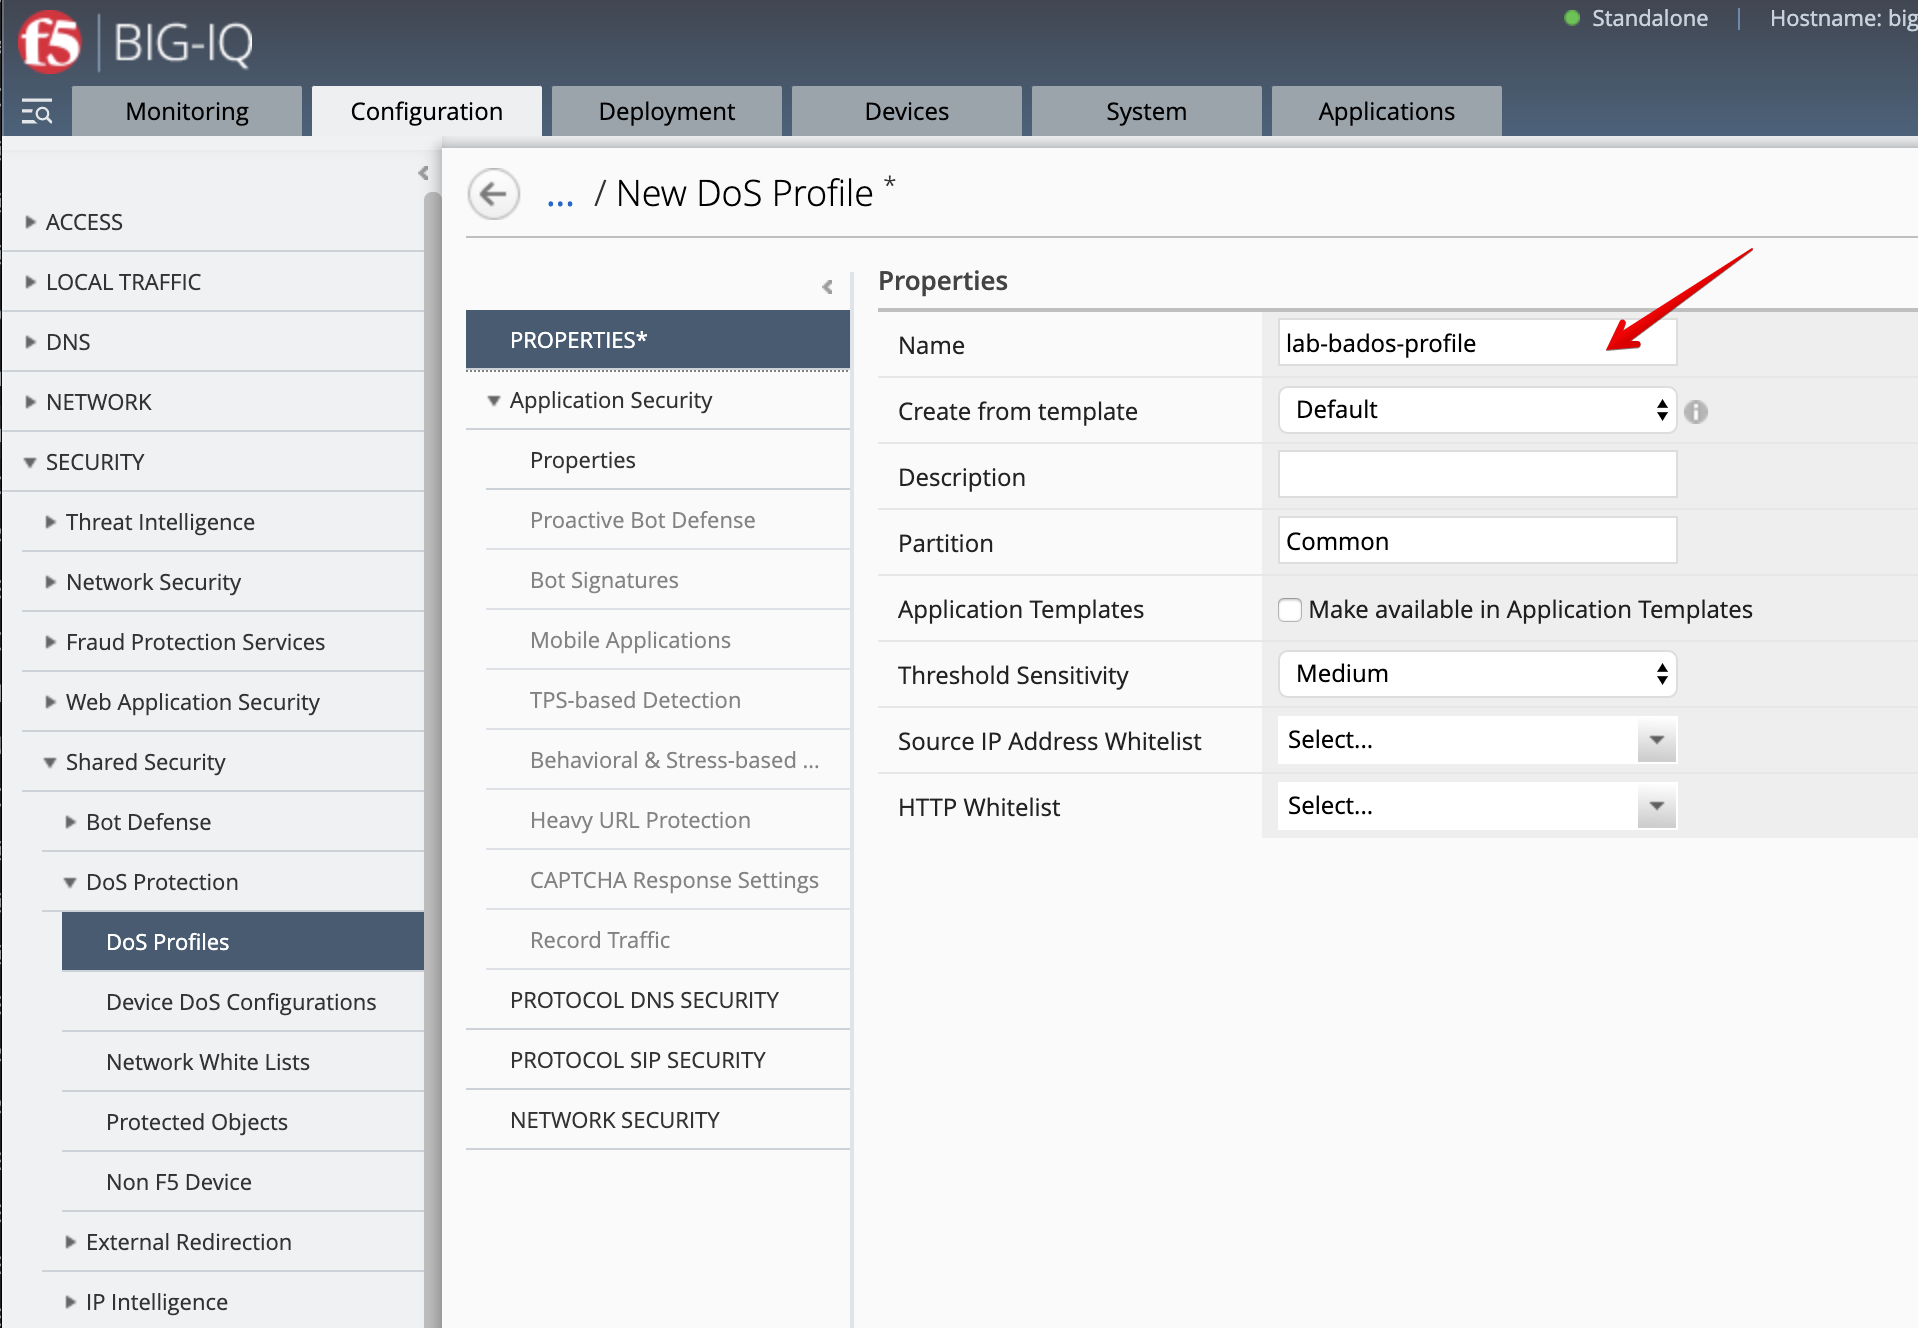 f5 BIG-IQ
Standalone | Hostname: big
Monitoring
Configuration
Deployment
Devices
System
Applications
ACCESS
LOCAL TRAFFIC
DNS
NETWORK
SECURITY
Threat Intelligence
Network Security
Fraud Protection Services
Web Application Security
Shared Security
Bot Defense
DoS Protection
DoS Profiles
Device DoS Configurations
Network White Lists
Protected Objects
Non F5 Device
External Redirection
IP Intelligence
... / New DoS Profile *
PROPERTIES*
Application Security
Properties
Proactive Bot Defense
Bot Signatures
Mobile Applications
TPS-based Detection
Behavioral & Stress-based ...
Heavy URL Protection
CAPTCHA Response Settings
Record Traffic
PROTOCOL DNS SECURITY
PROTOCOL SIP SECURITY
NETWORK SECURITY
Properties
Name lab-bados-profile
Create from template Default
Description
Partition Common
Application Templates Make available in Application Templates
Threshold Sensitivity Medium
Source IP Address Whitelist Select...
HTTP Whitelist Select...